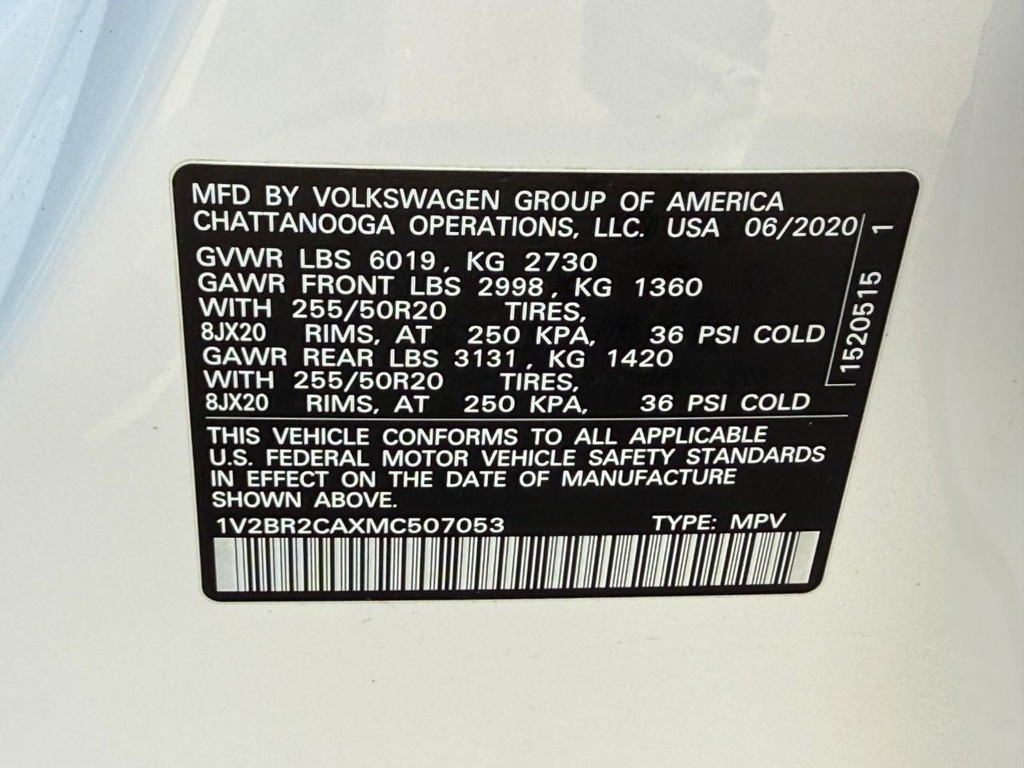 MFD BY VOLKSWAGEN GROUP OF AMERICA
CHATTANOOGA OPERATIONS, LLC. USA 06/2020
GVWR LBS 6019, KG 2730
GAWR FRONT LBS 2998, KG 1360
WITH 255/50R20 TIRES,
8JX20 RIMS, AT 250 KPA, 36 PSI COLD
GAWR REAR LBS 3131, KG 1420
WITH 255/50R20 TIRES,
8JX20 RIMS, AT 250 KPA, 36 PSI COLD
1520515 1
THIS VEHICLE CONFORMS TO ALL APPLICABLE
U.S. FEDERAL MOTOR VEHICLE SAFETY STANDARDS
IN EFFECT ON THE DATE OF MANUFACTURE
SHOWN ABOVE.
1V2BR2CAXMC507053 TYPE: MPV